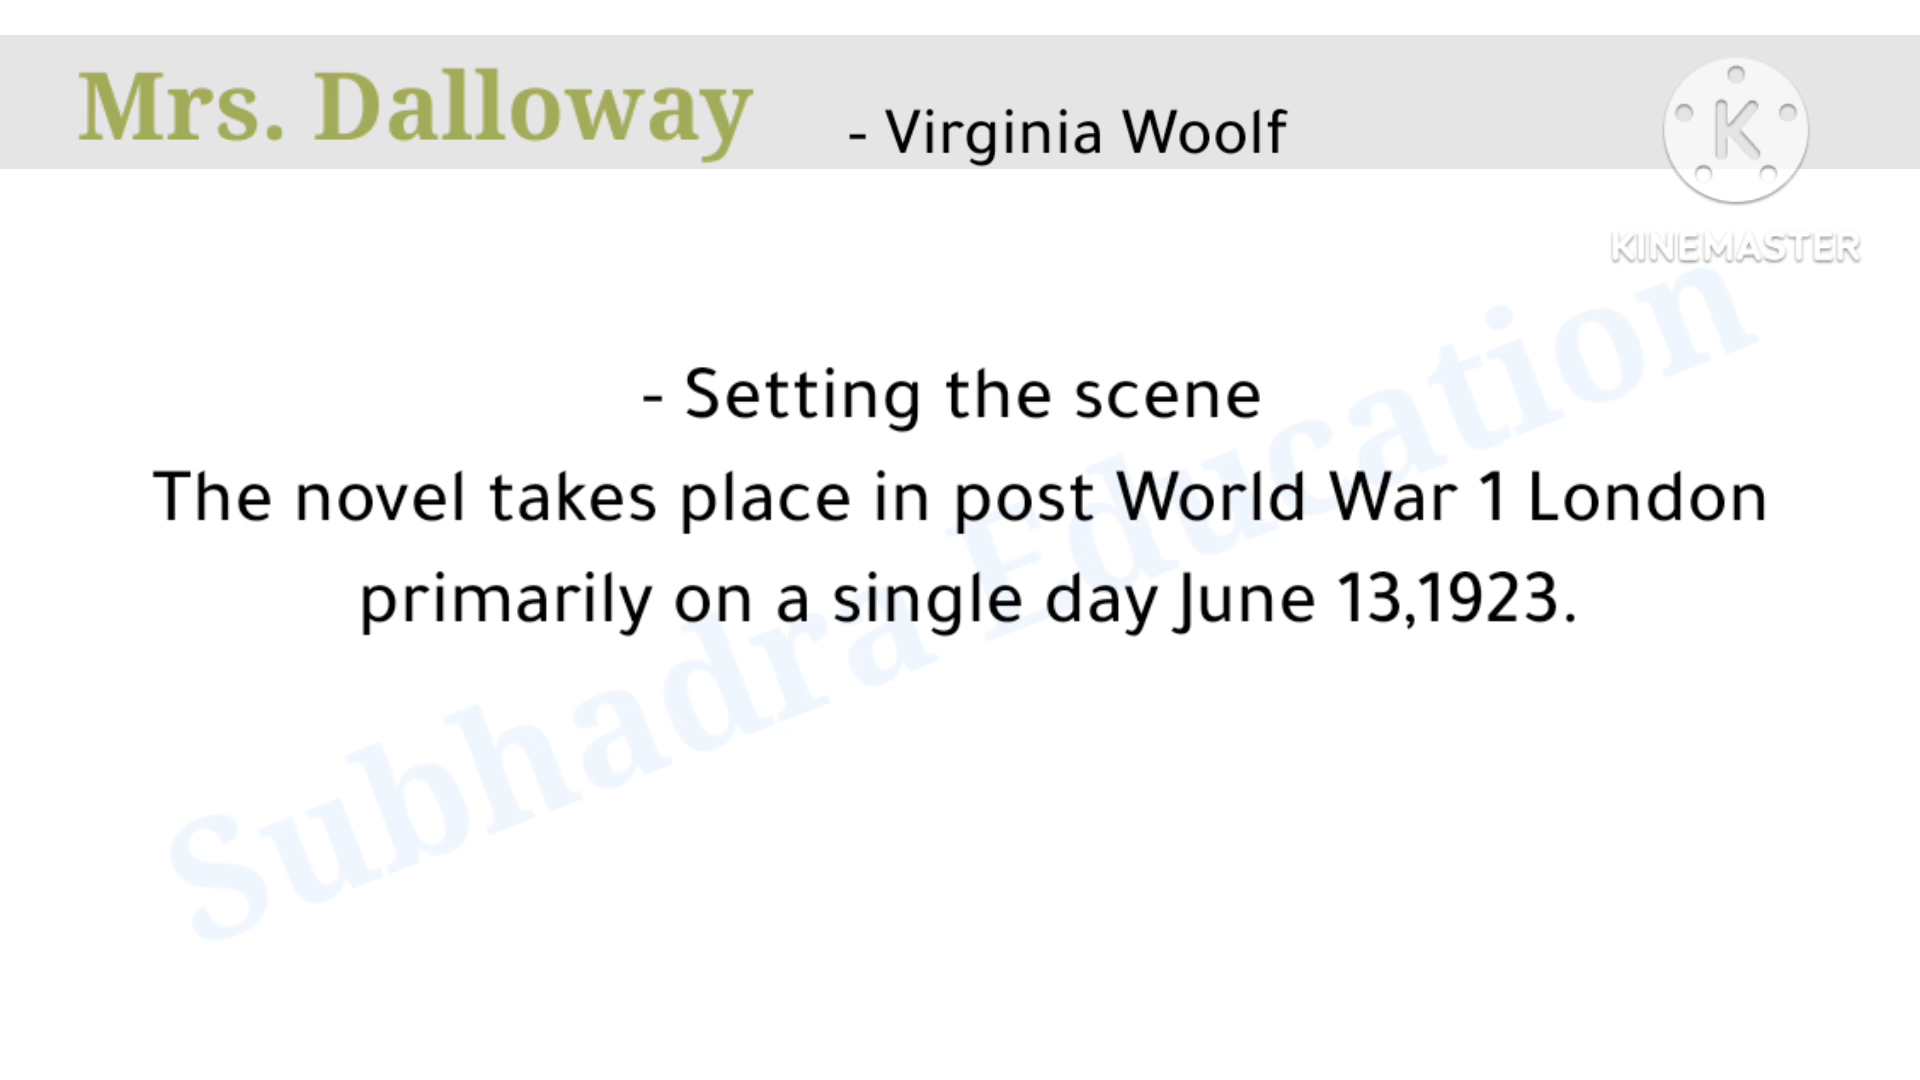 Mrs. Dalloway - Virginia Woolf
K
KINEMASTER
- Setting the scene
The novel takes place in post World War 1 London
primarily on a single day June 13,1923.
Subhadra Education